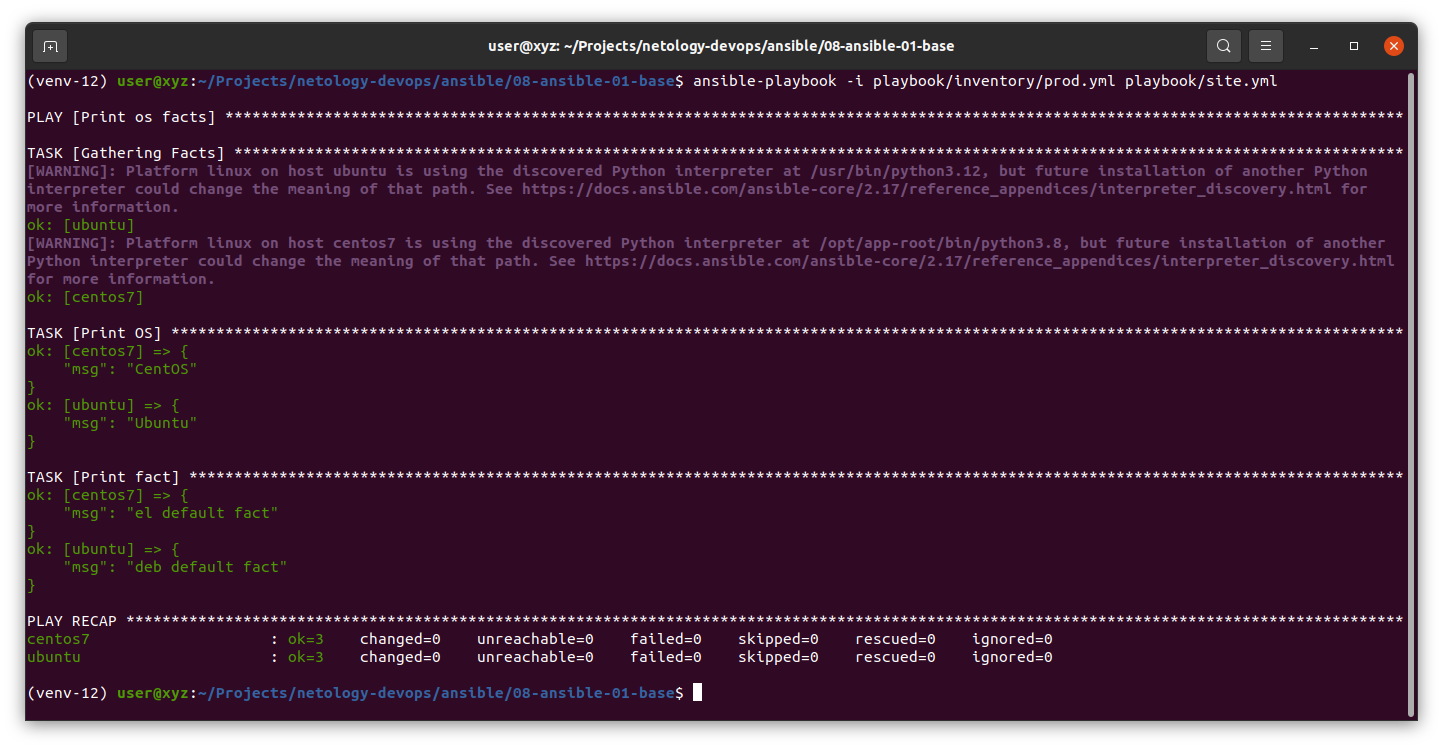 user@xyz: ~/Projects/netology-devops/ansible/08-ansible-01-base
(venv-12) user@xyz:~/Projects/netology-devops/ansible/08-ansible-01-base$ ansible-playbook -i playbook/inventory/prod.yml playbook/site.yml
PLAY [Print os facts] ***********************************************************************************************************************************
TASK [Gathering Facts] **********************************************************************************************************************************
[WARNING]: Platform linux on host ubuntu is using the discovered Python interpreter at /usr/bin/python3.12, but future installation of another Python
interpreter could change the meaning of that path. See https://docs.ansible.com/ansible-core/2.17/reference_appendices/interpreter_discovery.html for
more information.
ok: [ubuntu]
[WARNING]: Platform linux on host centos7 is using the discovered Python interpreter at /opt/app-root/bin/python3.8, but future installation of another
Python interpreter could change the meaning of that path. See https://docs.ansible.com/ansible-core/2.17/reference_appendices/interpreter_discovery.html
for more information.
ok: [centos7]
TASK [Print OS] *****************************************************************************************************************************************
ok: [centos7] => {
    "msg": "CentOS"
}
ok: [ubuntu] => {
    "msg": "Ubuntu"
}
TASK [Print fact] ***************************************************************************************************************************************
ok: [centos7] => {
    "msg": "el default fact"
}
ok: [ubuntu] => {
    "msg": "deb default fact"
}
PLAY RECAP **********************************************************************************************************************************************
centos7                    : ok=3    changed=0    unreachable=0    failed=0    skipped=0    rescued=0    ignored=0
ubuntu                     : ok=3    changed=0    unreachable=0    failed=0    skipped=0    rescued=0    ignored=0
(venv-12) user@xyz:~/Projects/netology-devops/ansible/08-ansible-01-base$